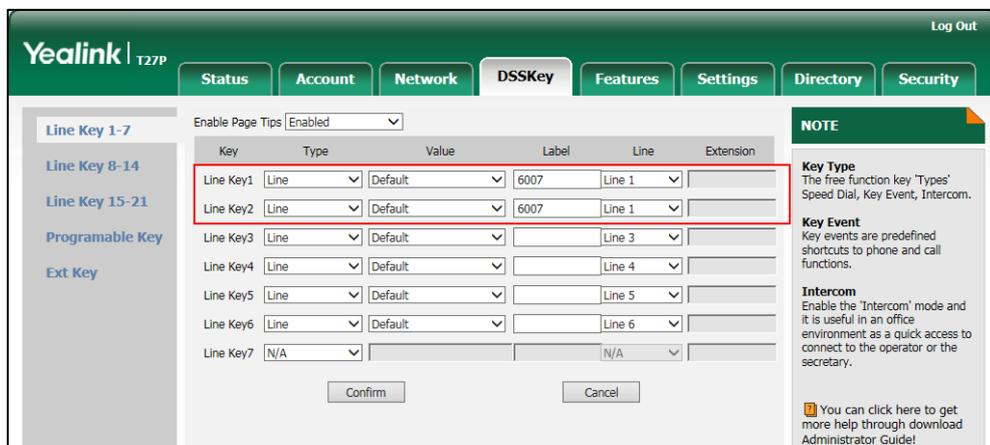 Log Out
Yealink | T27P
Status Account Network DSSKey Features Settings Directory Security
Line Key 1-7
Line Key 8-14
Line Key 15-21
Programable Key
Ext Key
Enable Page Tips Enabled
Key Type Value Label Line Extension
Line Key1 Line Default 6007 Line 1
Line Key2 Line Default 6007 Line 1
Line Key3 Line Default Line 3
Line Key4 Line Default Line 4
Line Key5 Line Default Line 5
Line Key6 Line Default Line 6
Line Key7 N/A N/A
Confirm Cancel
NOTE
Key Type
The free function key 'Types'
Speed Dial, Key Event, Intercom.
Key Event
Key events are predefined
shortcuts to phone and call
functions.
Intercom
Enable the 'Intercom' mode and
it is useful in an office
environment as a quick access to
connect to the operator or the
secretary.
? You can click here to get
more help through download
Administrator Guide!